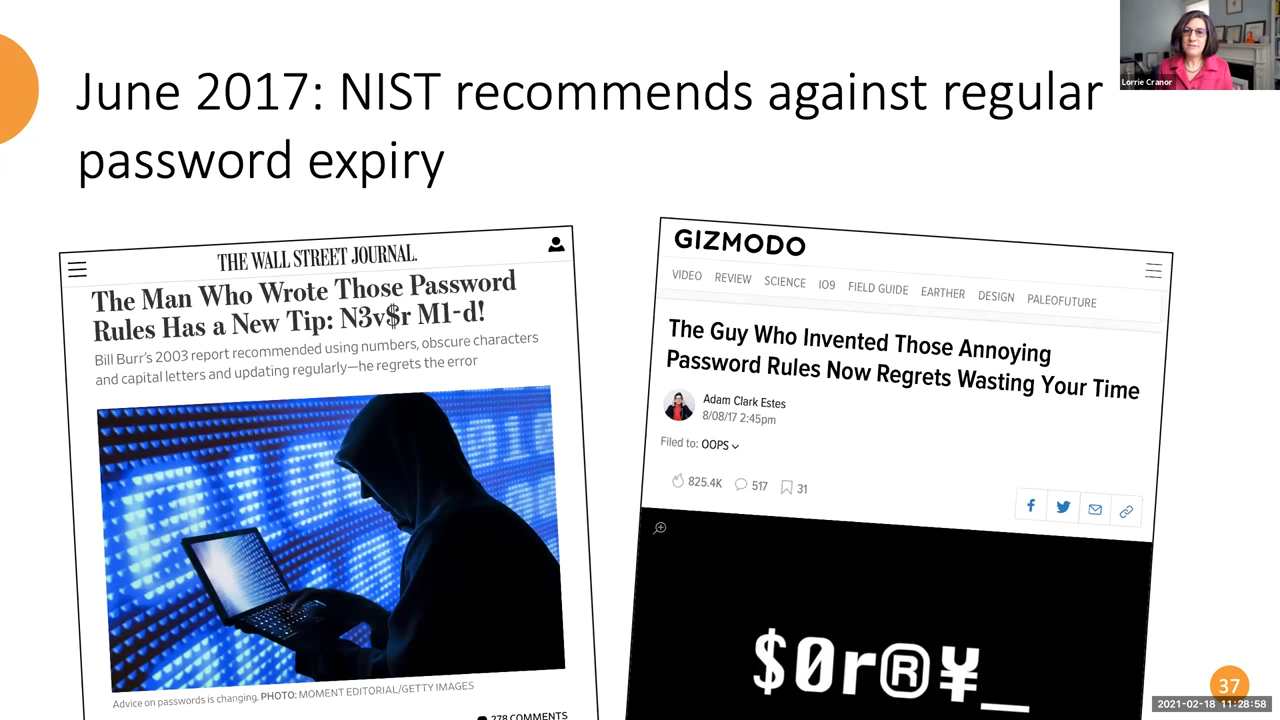 June 2017: NIST recommends against regular
password expiry
Lorrie Cranor
THE WALL STREET JOURNAL.
The Man Who Wrote Those Password
Rules Has a New Tip: N3v$r M1-d!
Bill Burr's 2003 report recommended using numbers, obscure characters
and capital letters and updating regularly—he regrets the error
Advice on passwords is changing. PHOTO: MOMENT EDITORIAL/GETTY IMAGES
278 COMMENTS
GIZMODO
VIDEO REVIEW SCIENCE IO9 FIELD GUIDE EARTHER DESIGN PALEOFUTURE
The Guy Who Invented Those Annoying
Password Rules Now Regrets Wasting Your Time
Adam Clark Estes
8/08/17 2:45pm
Filed to: OOPS
825.4K 517 31
$0r®¥_
37
2021-02-18 11:28:58